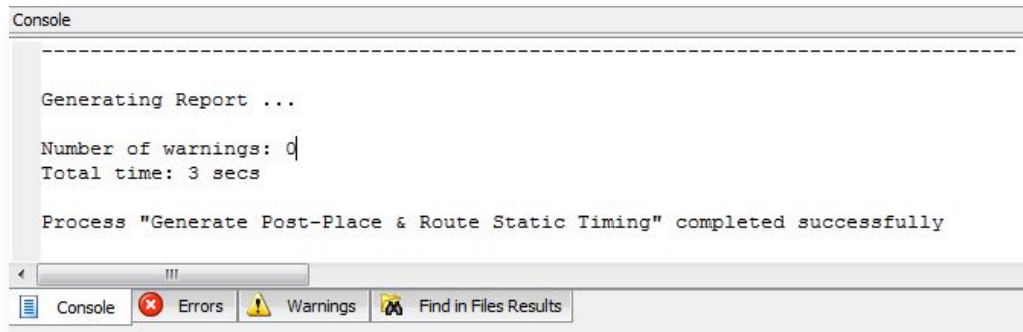 Console
--------------------------------------------------------------------------------
Generating Report ...
Number of warnings: 0
Total time: 3 secs
Process "Generate Post-Place & Route Static Timing" completed successfully
Console Errors Warnings Find in Files Results